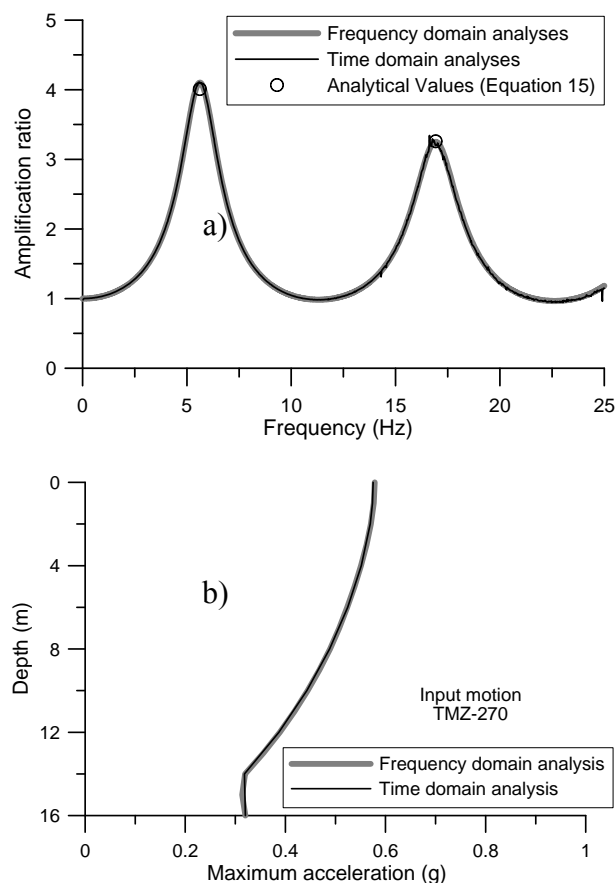 5
4
3
2
1
0
Amplification ratio
Frequency domain analyses
Time domain analyses
Analytical Values (Equation 15)
a)
0 5 10 15 20 25
Frequency (Hz)
0
4
8
12
16
Depth (m)
b)
Input motion
TMZ-270
Frequency domain analysis
Time domain analysis
0 0.2 0.4 0.6 0.8 1
Maximum acceleration (g)